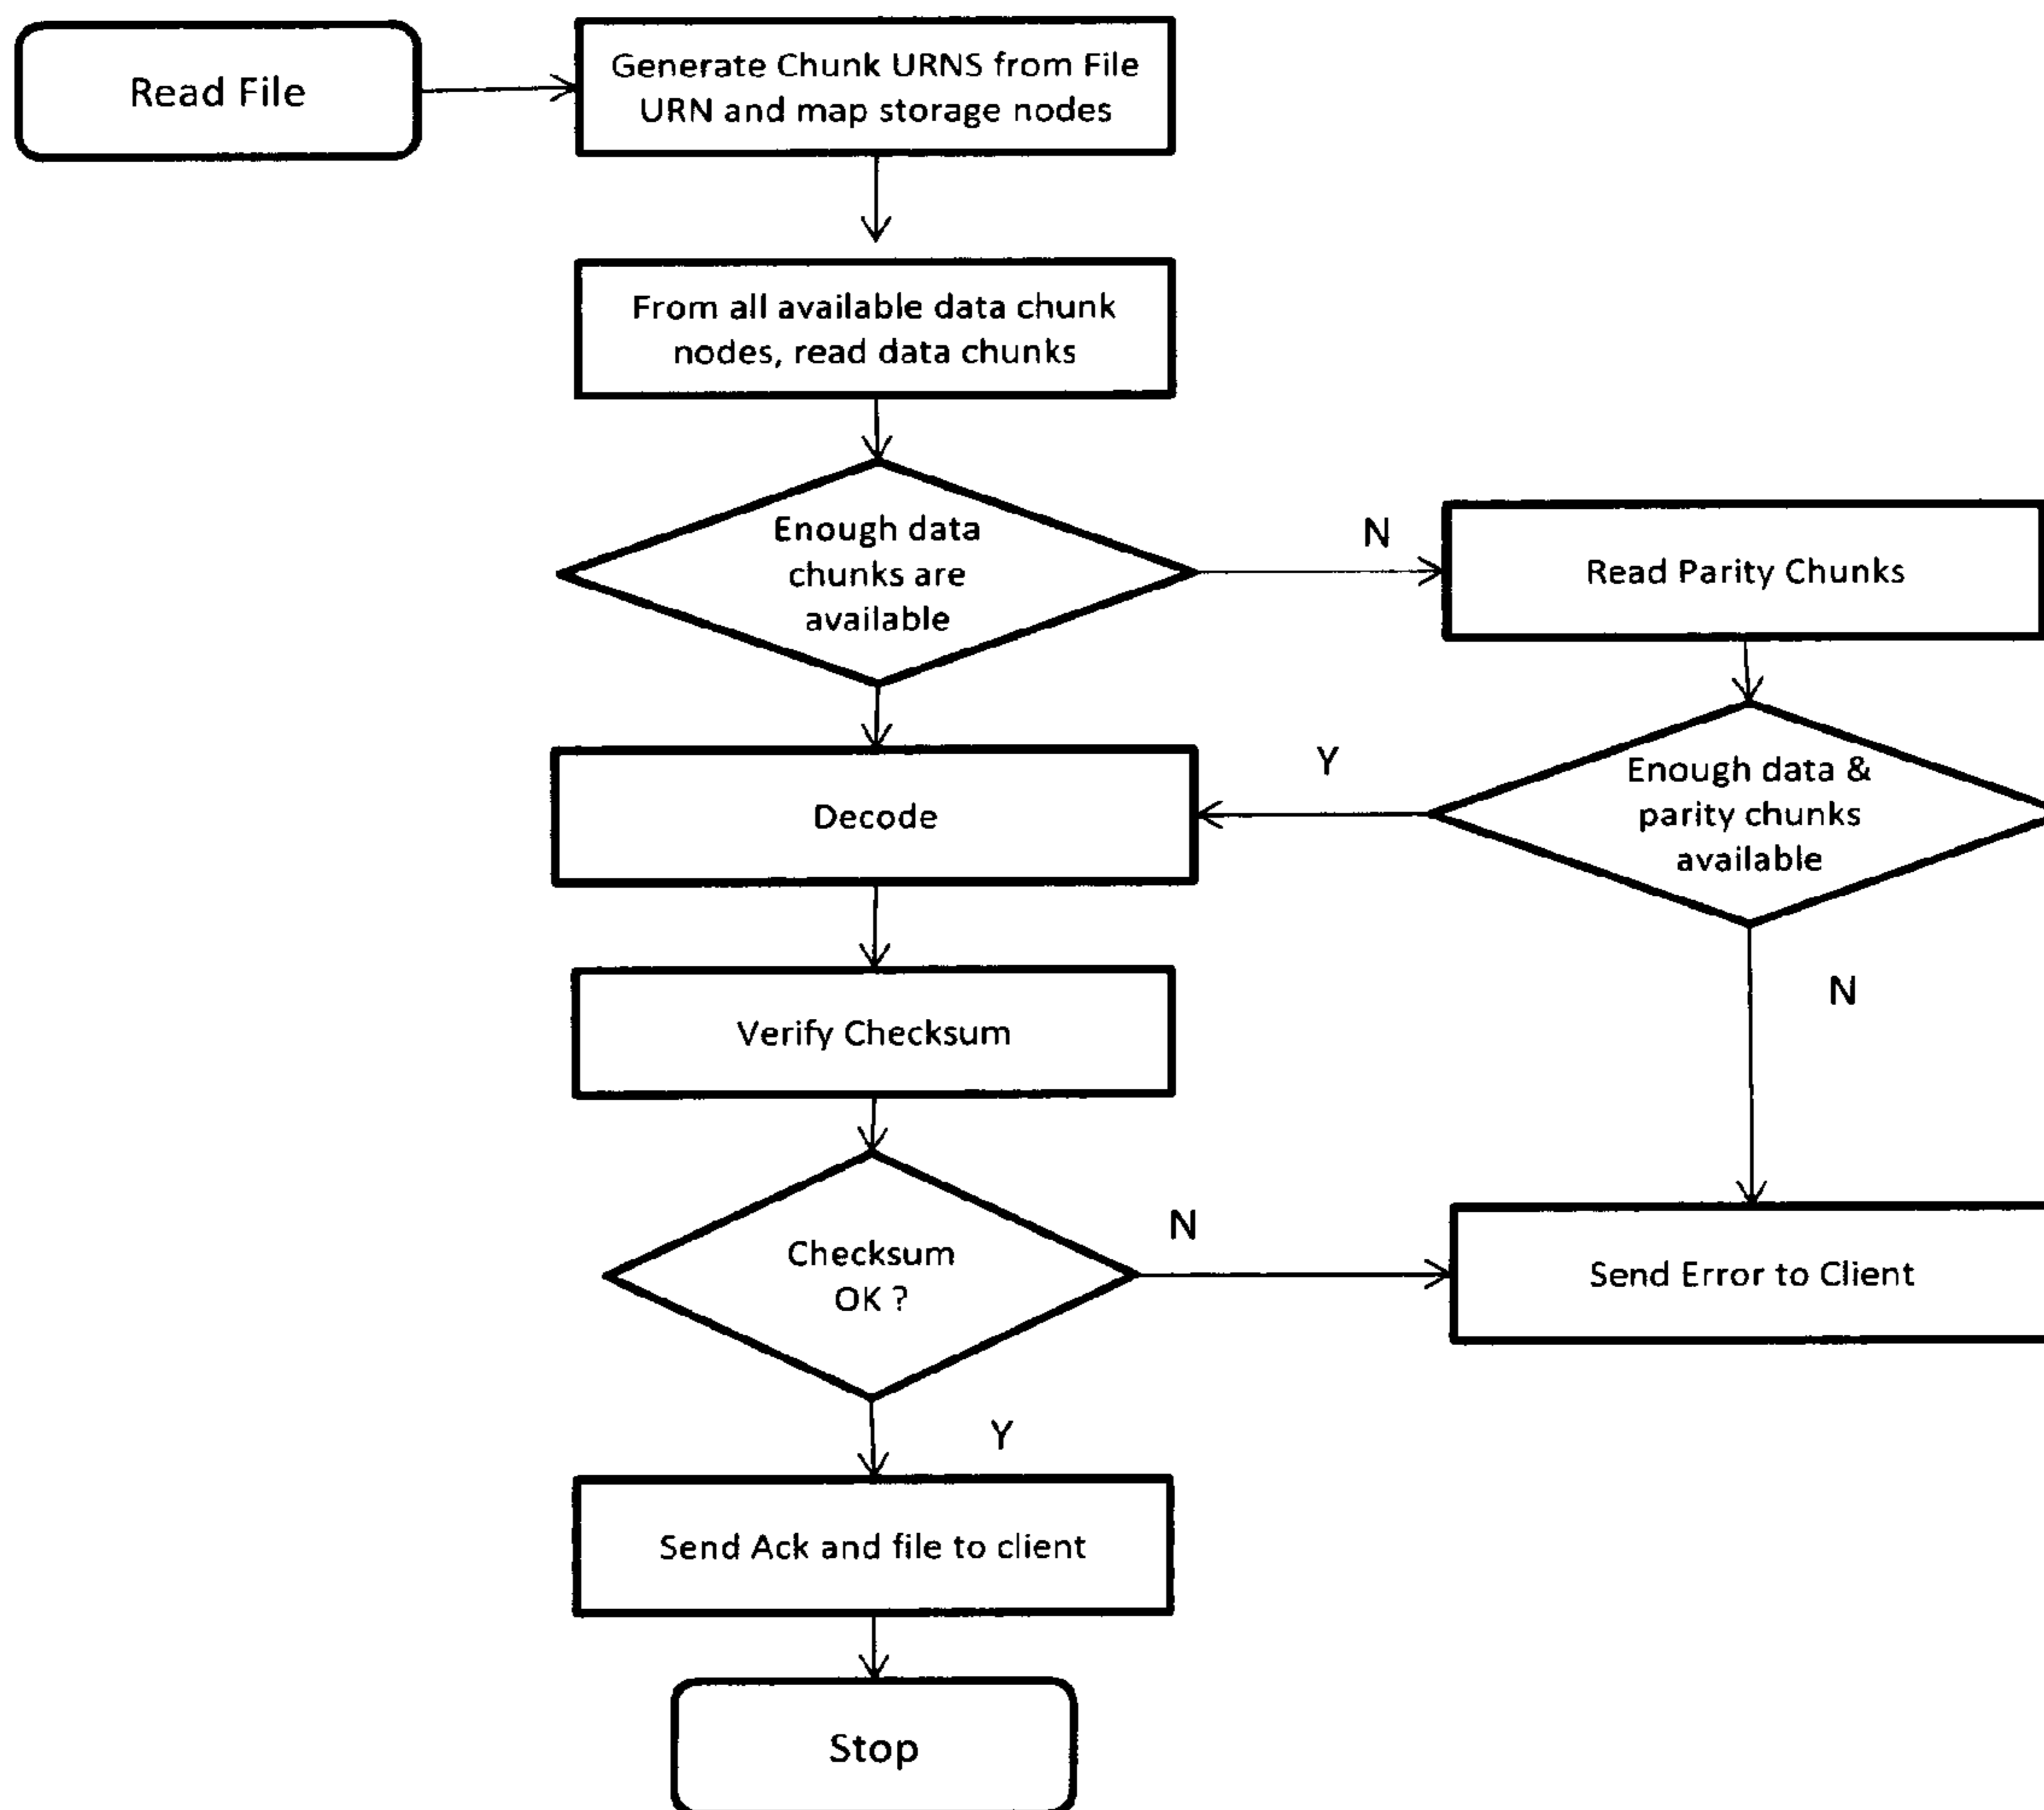 Read File
Generate Chunk URNS from File
URN and map storage nodes
From all available data chunk
nodes, read data chunks
Enough data
chunks are
available
N
Read Parity Chunks
Decode
Y
Enough data &
parity chunks
available
N
Verify Checksum
Checksum
OK ?
N
Send Error to Client
Y
Send Ack and file to client
Stop